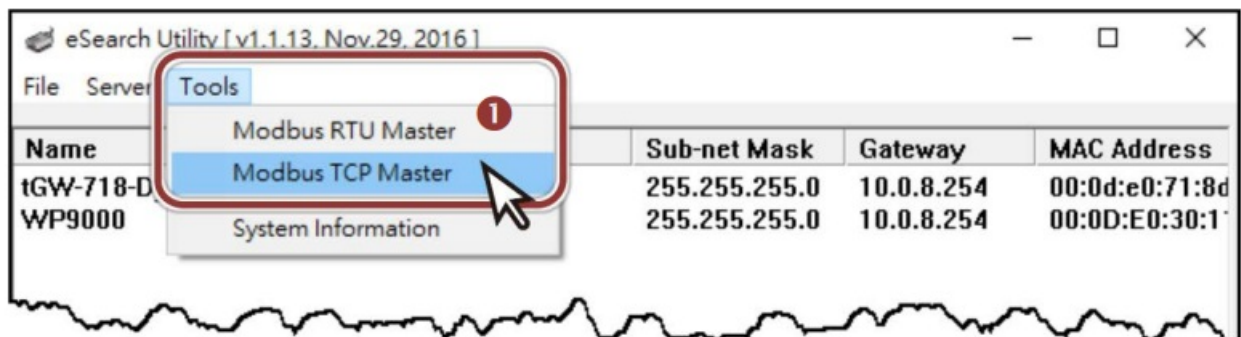 eSearch Utility [ v1.1.13, Nov.29, 2016 ]
File Server Tools
1
Modbus RTU Master
Modbus TCP Master
System Information
Name Sub-net Mask Gateway MAC Address
tGW-718-D 255.255.255.0 10.0.8.254 00:0d:e0:71:8d
WP9000 255.255.255.0 10.0.8.254 00:0D:E0:30:1